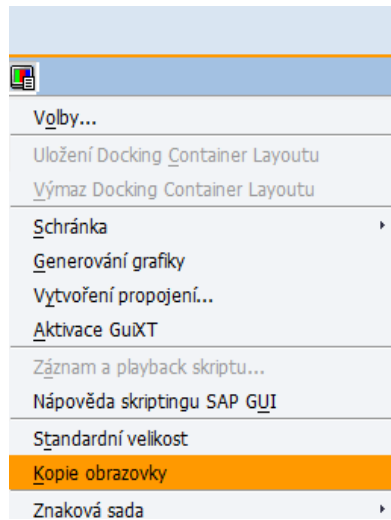 Volby...
Uložení Docking Container Layoutu
Výmaz Docking Container Layoutu
Schránka
Generování grafiky
Vytvoření propojení...
Aktivace GuiXT
Záznam a playback skriptu...
Nápověda skriptingu SAP GUI
Standardní velikost
Kopie obrazovky
Znaková sada